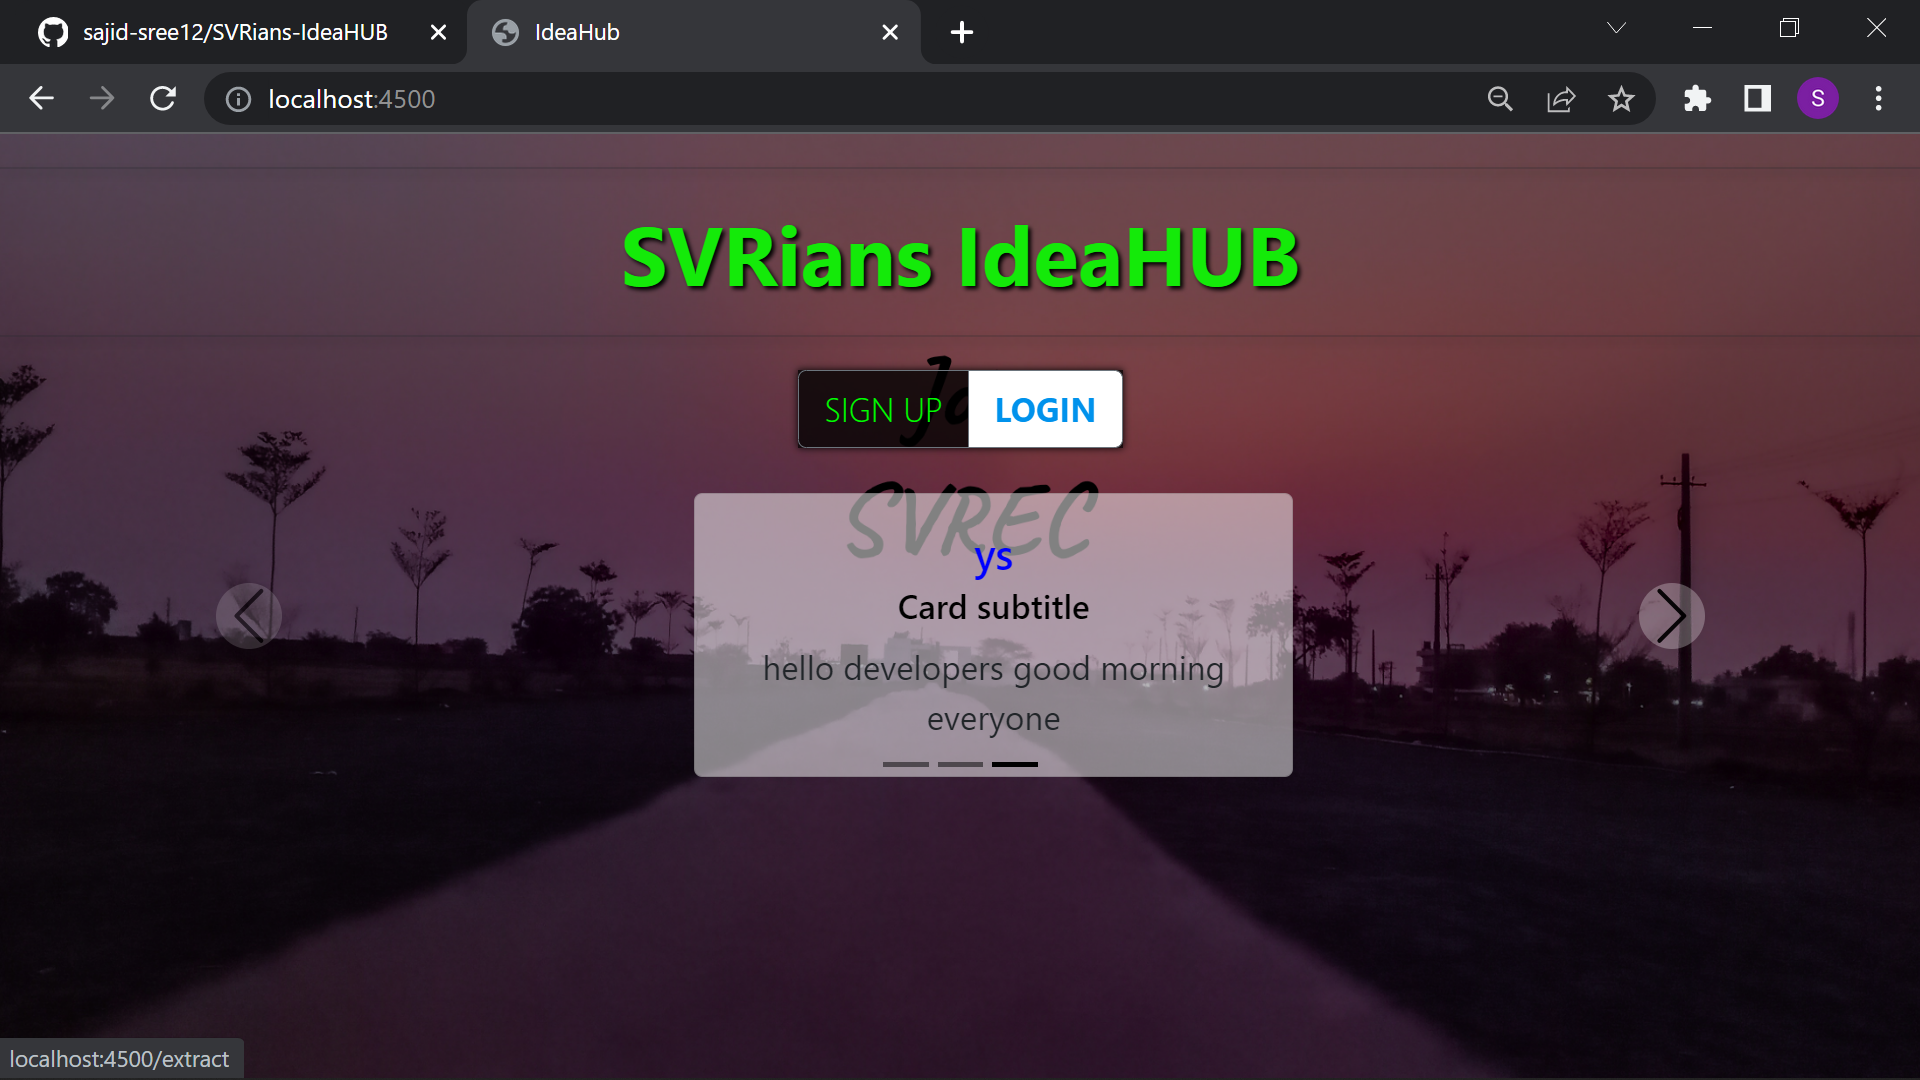 sajid-sree12/SVRians-IdeaHUB
IdeaHub
localhost:4500
S
SVRians IdeaHUB
SIGN UP
LOGIN
SVREC
ys
Card subtitle
hello developers good morning
everyone
localhost:4500/extract